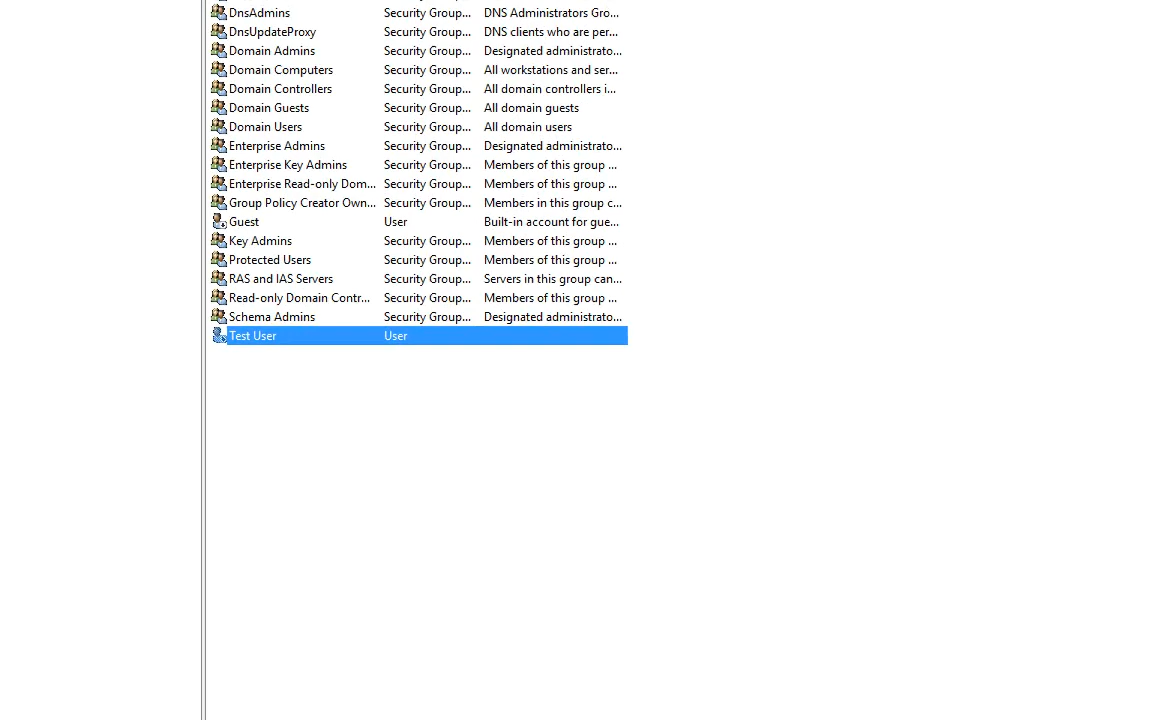 DnsAdmins Security Group... DNS Administrators Gro...
DnsUpdateProxy Security Group... DNS clients who are per...
Domain Admins Security Group... Designated administrato...
Domain Computers Security Group... All workstations and ser...
Domain Controllers Security Group... All domain controllers i...
Domain Guests Security Group... All domain guests
Domain Users Security Group... All domain users
Enterprise Admins Security Group... Designated administrato...
Enterprise Key Admins Security Group... Members of this group ...
Enterprise Read-only Dom... Security Group... Members of this group ...
Group Policy Creator Own... Security Group... Members in this group c...
Guest User Built-in account for gue...
Key Admins Security Group... Members of this group ...
Protected Users Security Group... Members of this group ...
RAS and IAS Servers Security Group... Servers in this group can...
Read-only Domain Contr... Security Group... Members of this group ...
Schema Admins Security Group... Designated administrato...
Test User User